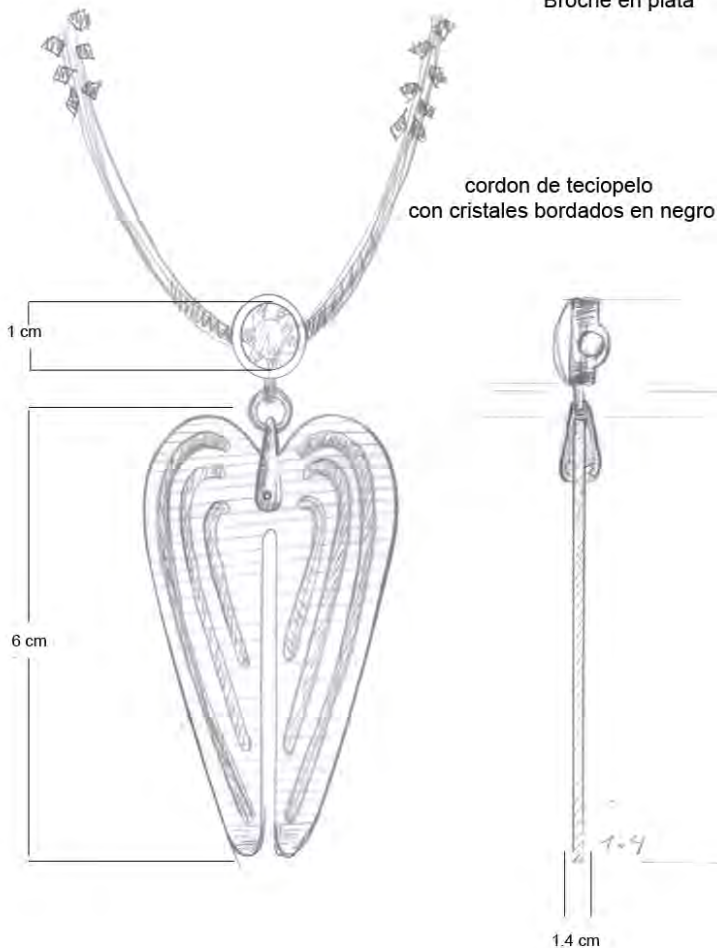 Broche en plata
cordon de teciopelo
con cristales bordados en negro
1 cm
6 cm
1.4
1.4 cm